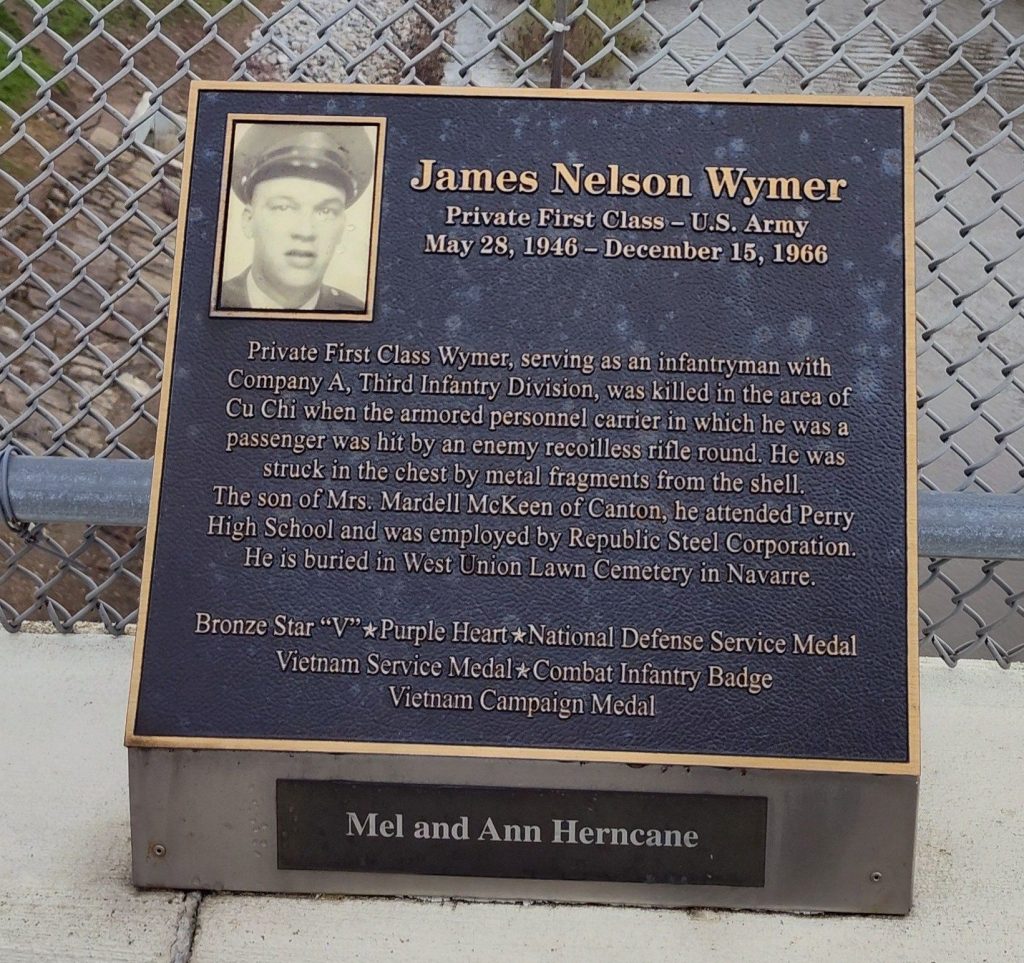 James Nelson Wymer
Private First Class – U.S. Army
May 28, 1946 – December 15, 1966
Private First Class Wymer, serving as an infantryman with
Company A, Third Infantry Division, was killed in the area of
Cu Chi when the armored personnel carrier in which he was a
passenger was hit by an enemy recoilless rifle round. He was
struck in the chest by metal fragments from the shell.
The son of Mrs. Mardell McKeen of Canton, he attended Perry
High School and was employed by Republic Steel Corporation.
He is buried in West Union Lawn Cemetery in Navarre.
Bronze Star “V”★Purple Heart★National Defense Service Medal
Vietnam Service Medal★Combat Infantry Badge
Vietnam Campaign Medal
Mel and Ann Herncane